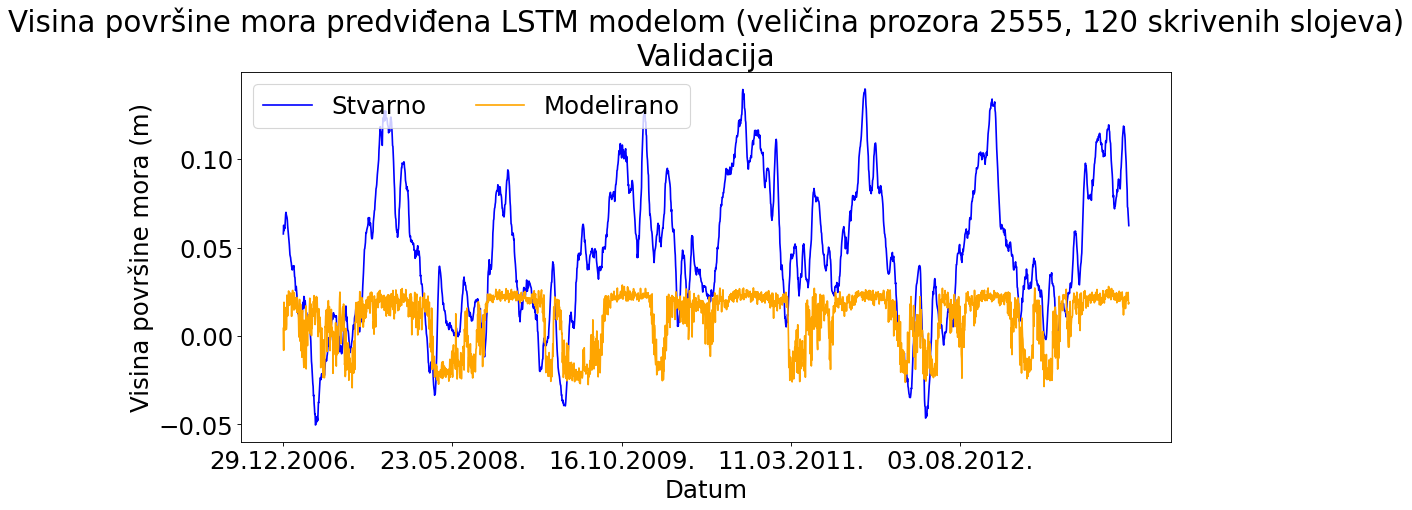 Visina površine mora predviđena LSTM modelom (veličina prozora 2555, 120 skrivenih slojeva)
Validacija
Stvarno
Modelirano
Visina površine mora (m)
0.10
0.05
0.00
−0.05
29.12.2006.
23.05.2008.
16.10.2009.
11.03.2011.
03.08.2012.
Datum